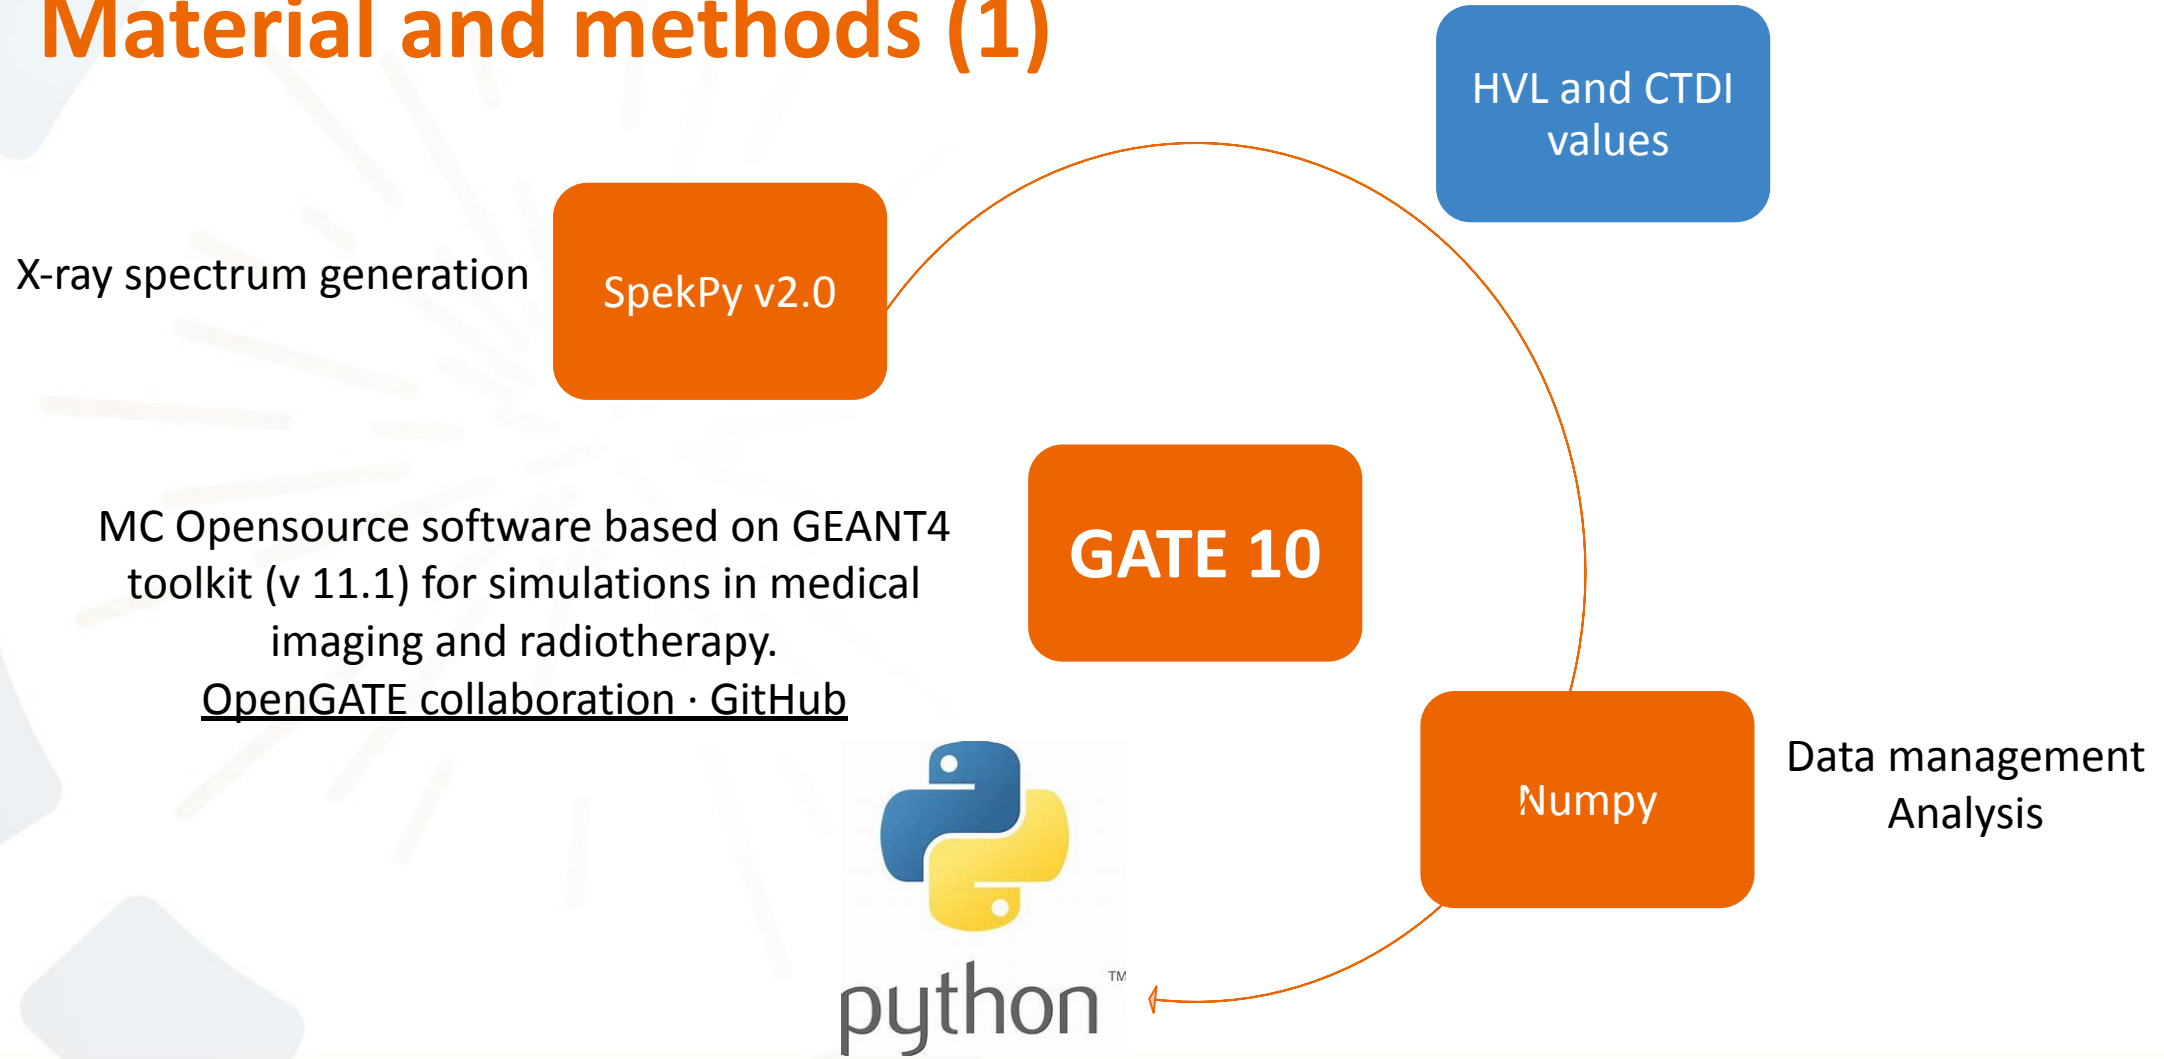 Material and methods (1)
HVL and CTDI
values
X-ray spectrum generation
SpekPy v2.0
MC Opensource software based on GEANT4
toolkit (v 11.1) for simulations in medical
imaging and radiotherapy.
OpenGATE collaboration · GitHub
GATE 10
Numpy
Data management
Analysis
python™